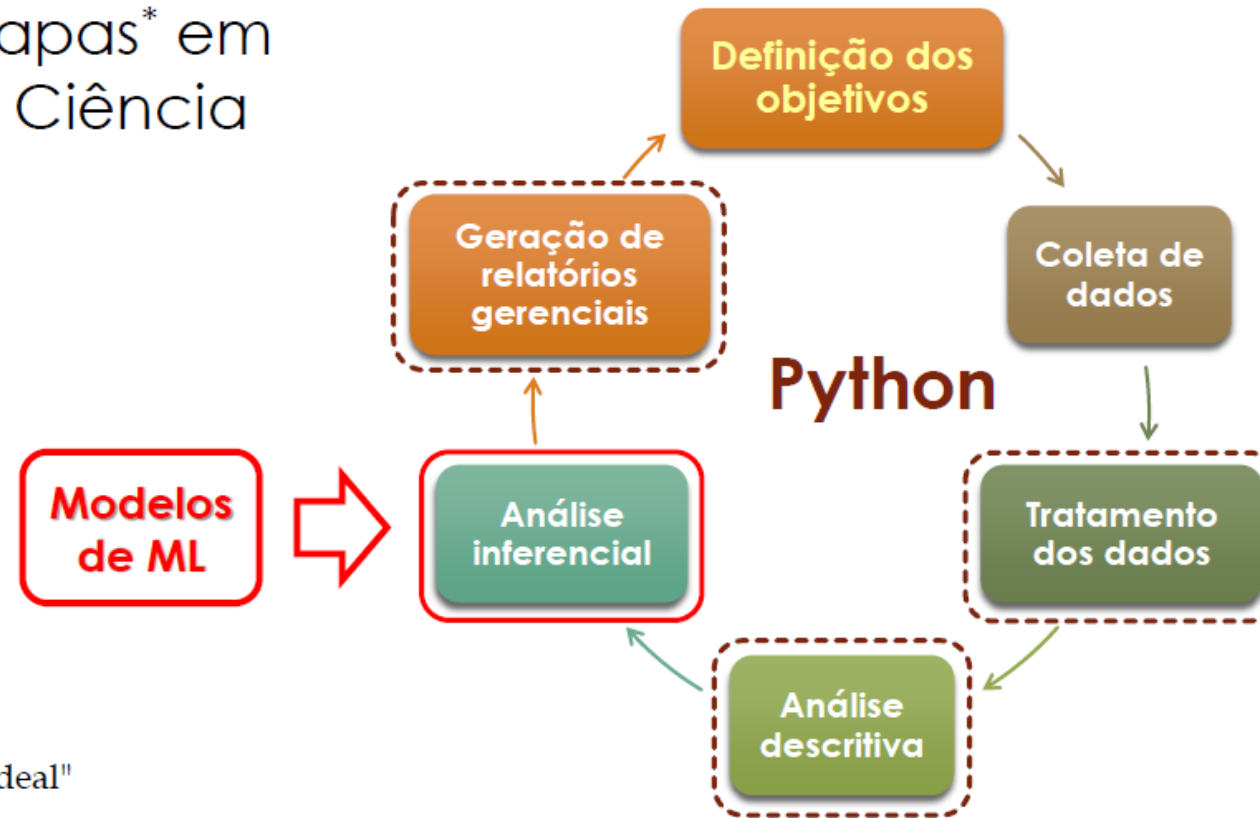 apas* em
Ciência
Definição dos
objetivos
Geração de
relatórios
gerenciais
Coleta de
dados
Python
Modelos
de ML
Análise
inferencial
Tratamento
dos dados
Análise
descritiva
deal"